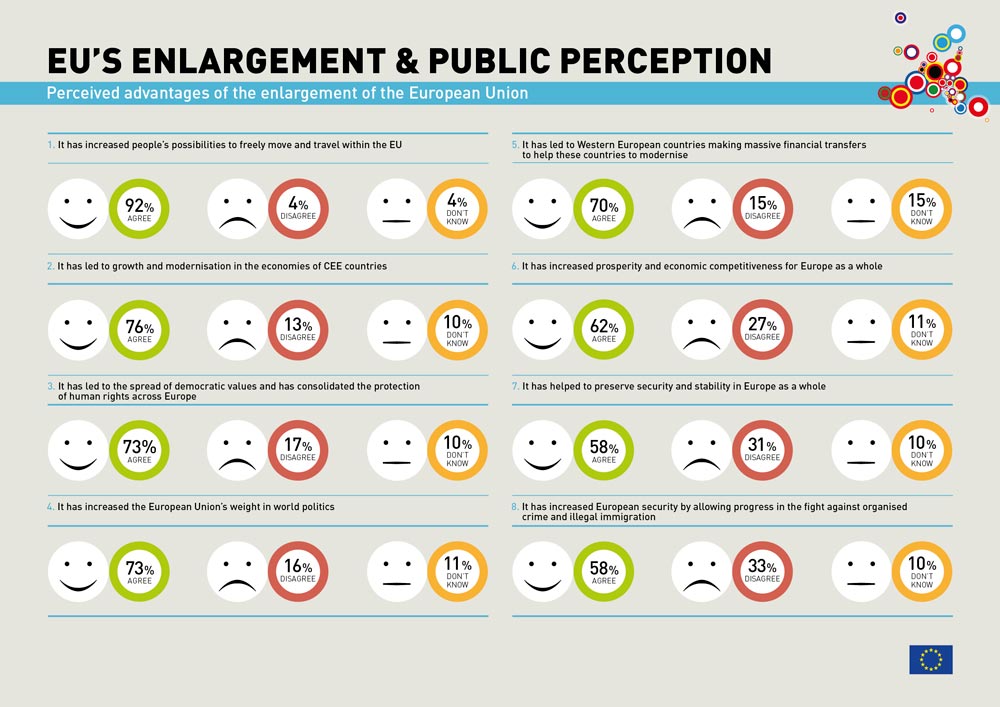 EU'S ENLARGEMENT & PUBLIC PERCEPTION
Perceived advantages of the enlargement of the European Union
1. It has increased people's possibilities to freely move and travel within the EU
92%
AGREE
4%
DISAGREE
4%
DON'T
KNOW
2. It has led to growth and modernisation in the economies of CEE countries
76%
AGREE
13%
DISAGREE
10%
DON'T
KNOW
3. It has led to the spread of democratic values and has consolidated the protection
of human rights across Europe
73%
AGREE
17%
DISAGREE
10%
DON'T
KNOW
4. It has increased the European Union's weight in world politics
73%
AGREE
16%
DISAGREE
11%
DON'T
KNOW
5. It has led to Western European countries making massive financial transfers
to help these countries to modernise
70%
AGREE
15%
DISAGREE
15%
DON'T
KNOW
6. It has increased prosperity and economic competitiveness for Europe as a whole
62%
AGREE
27%
DISAGREE
11%
DON'T
KNOW
7. It has helped to preserve security and stability in Europe as a whole
58%
AGREE
31%
DISAGREE
10%
DON'T
KNOW
8. It has increased European security by allowing progress in the fight against organised
crime and illegal immigration
58%
AGREE
33%
DISAGREE
10%
DON'T
KNOW